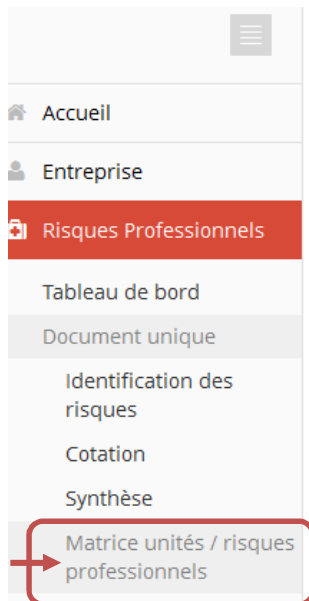 Accueil
Entreprise
Risques Professionnels
Tableau de bord
Document unique
Identification des
risques
Cotation
Synthèse
Matrice unités / risques
professionnels